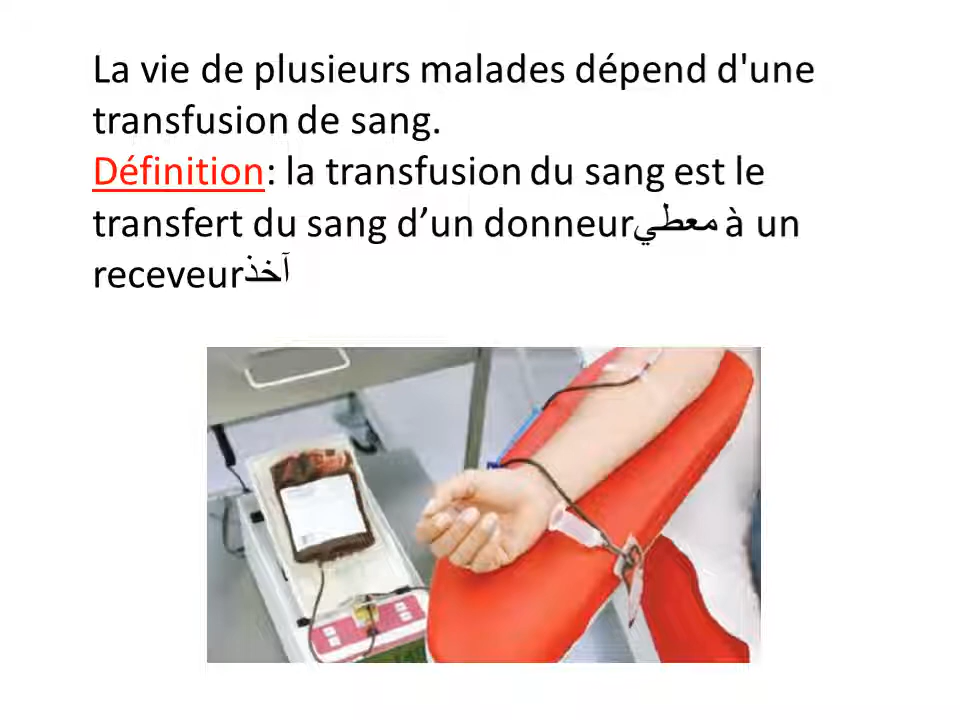 La vie de plusieurs malades dépend d'une
transfusion de sang.
Définition: la transfusion du sang est le
transfert du sang d’un donneurمعطي à un
receveurآخذ